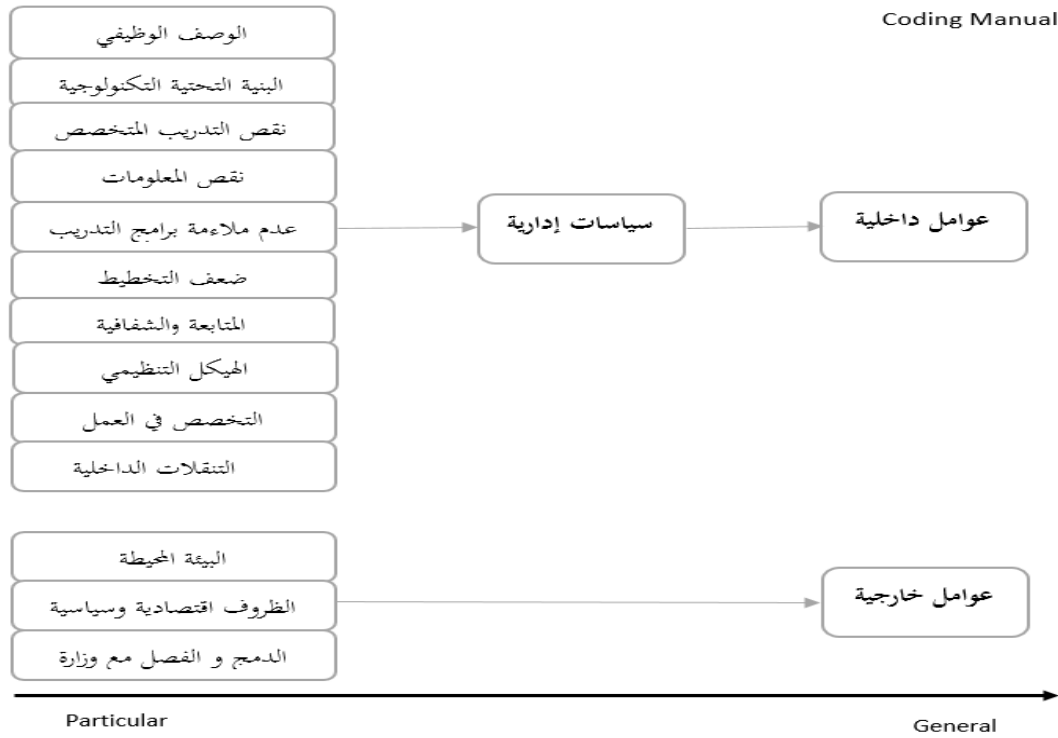 Coding Manual
الوصف الوظيفي
البنية التحتية التكنولوجية
نقص التدريب المتخصص
نقص المعلومات
عدم ملاءمة برامج التدريب
ضعف التخطيط
المتابعة والشفافية
الهيكل التنظيمي
التخصص في العمل
التنقلات الداخلية
سياسات إدارية
عوامل داخلية
البيئة المحيطة
الظروف اقتصادية وسياسية
الدمج و الفصل مع وزارة
عوامل خارجية
Particular
General